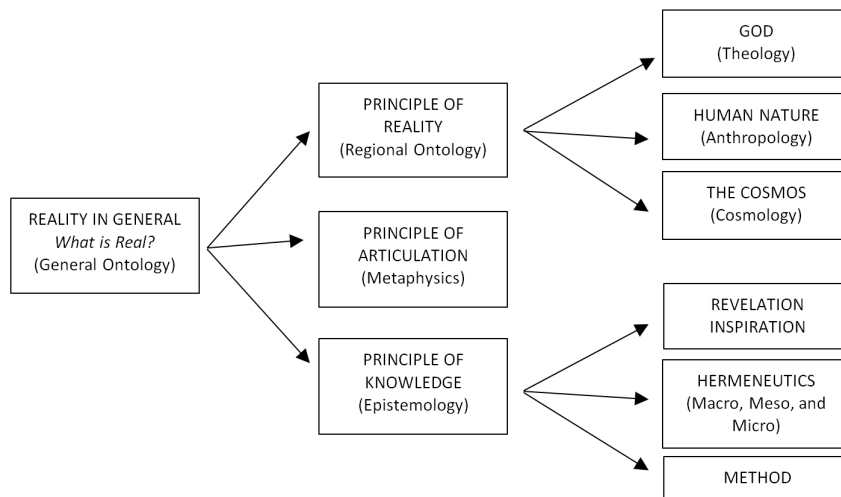 REALITY IN GENERAL
What is Real?
(General Ontology)
PRINCIPLE OF
REALITY
(Regional Ontology)
PRINCIPLE OF
ARTICULATION
(Metaphysics)
PRINCIPLE OF
KNOWLEDGE
(Epistemology)
GOD
(Theology)
HUMAN NATURE
(Anthropology)
THE COSMOS
(Cosmology)
REVELATION
INSPIRATION
HERMENEUTICS
(Macro, Meso, and
Micro)
METHOD